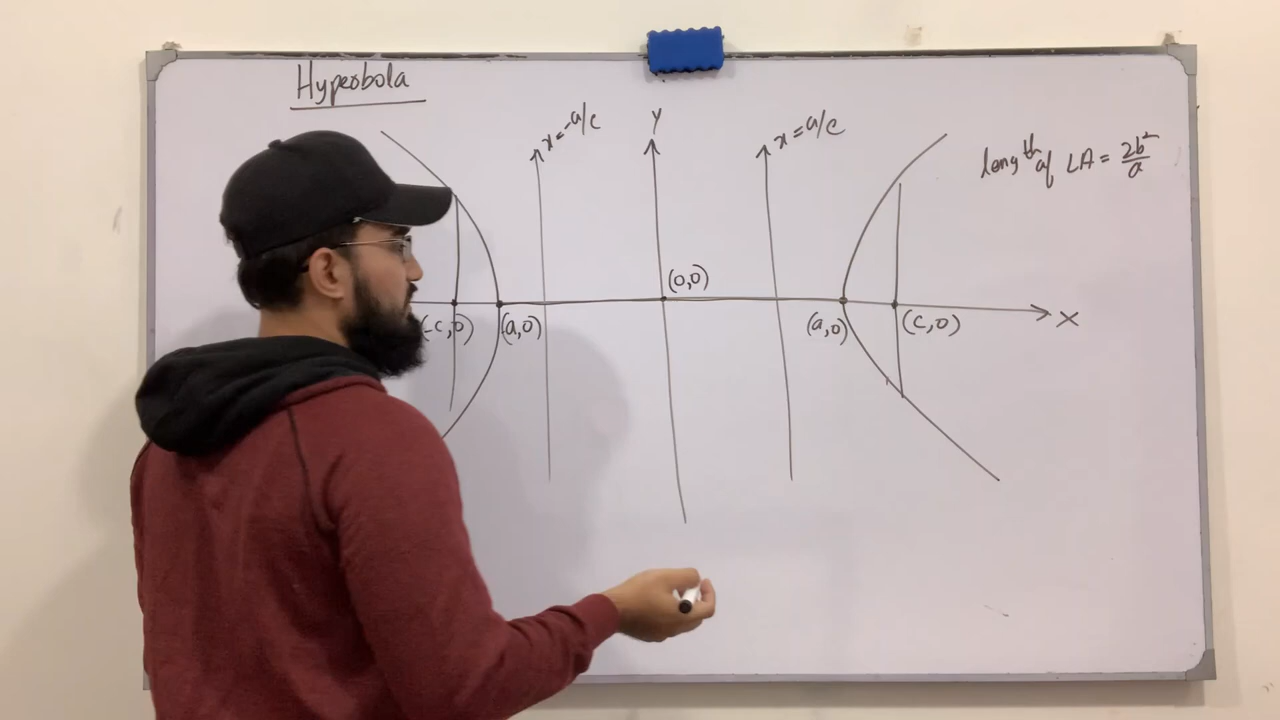 Hyperbola
x = -a/c
Y
x = a/c
length of LA = 2b²/a
(0,0)
(-c,0)
(-a,0)
(a,0)
(c,0)
X